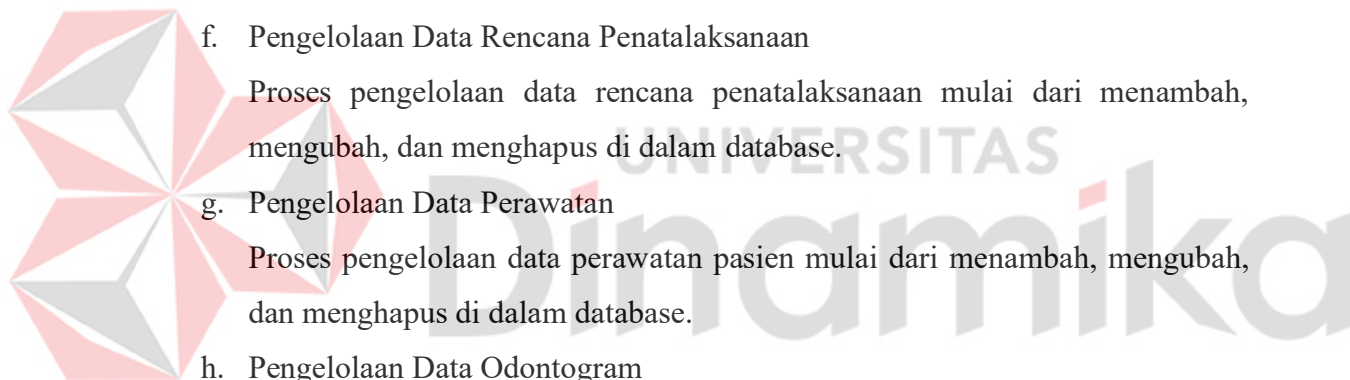 f. Pengelolaan Data Rencana Penatalaksanaan
Proses pengelolaan data rencana penatalaksanaan mulai dari menambah,
mengubah, dan menghapus di dalam database.
UNIVERSITAS
Dinamika
g. Pengelolaan Data Perawatan
Proses pengelolaan data perawatan pasien mulai dari menambah, mengubah,
dan menghapus di dalam database.
h. Pengelolaan Data Odontogram